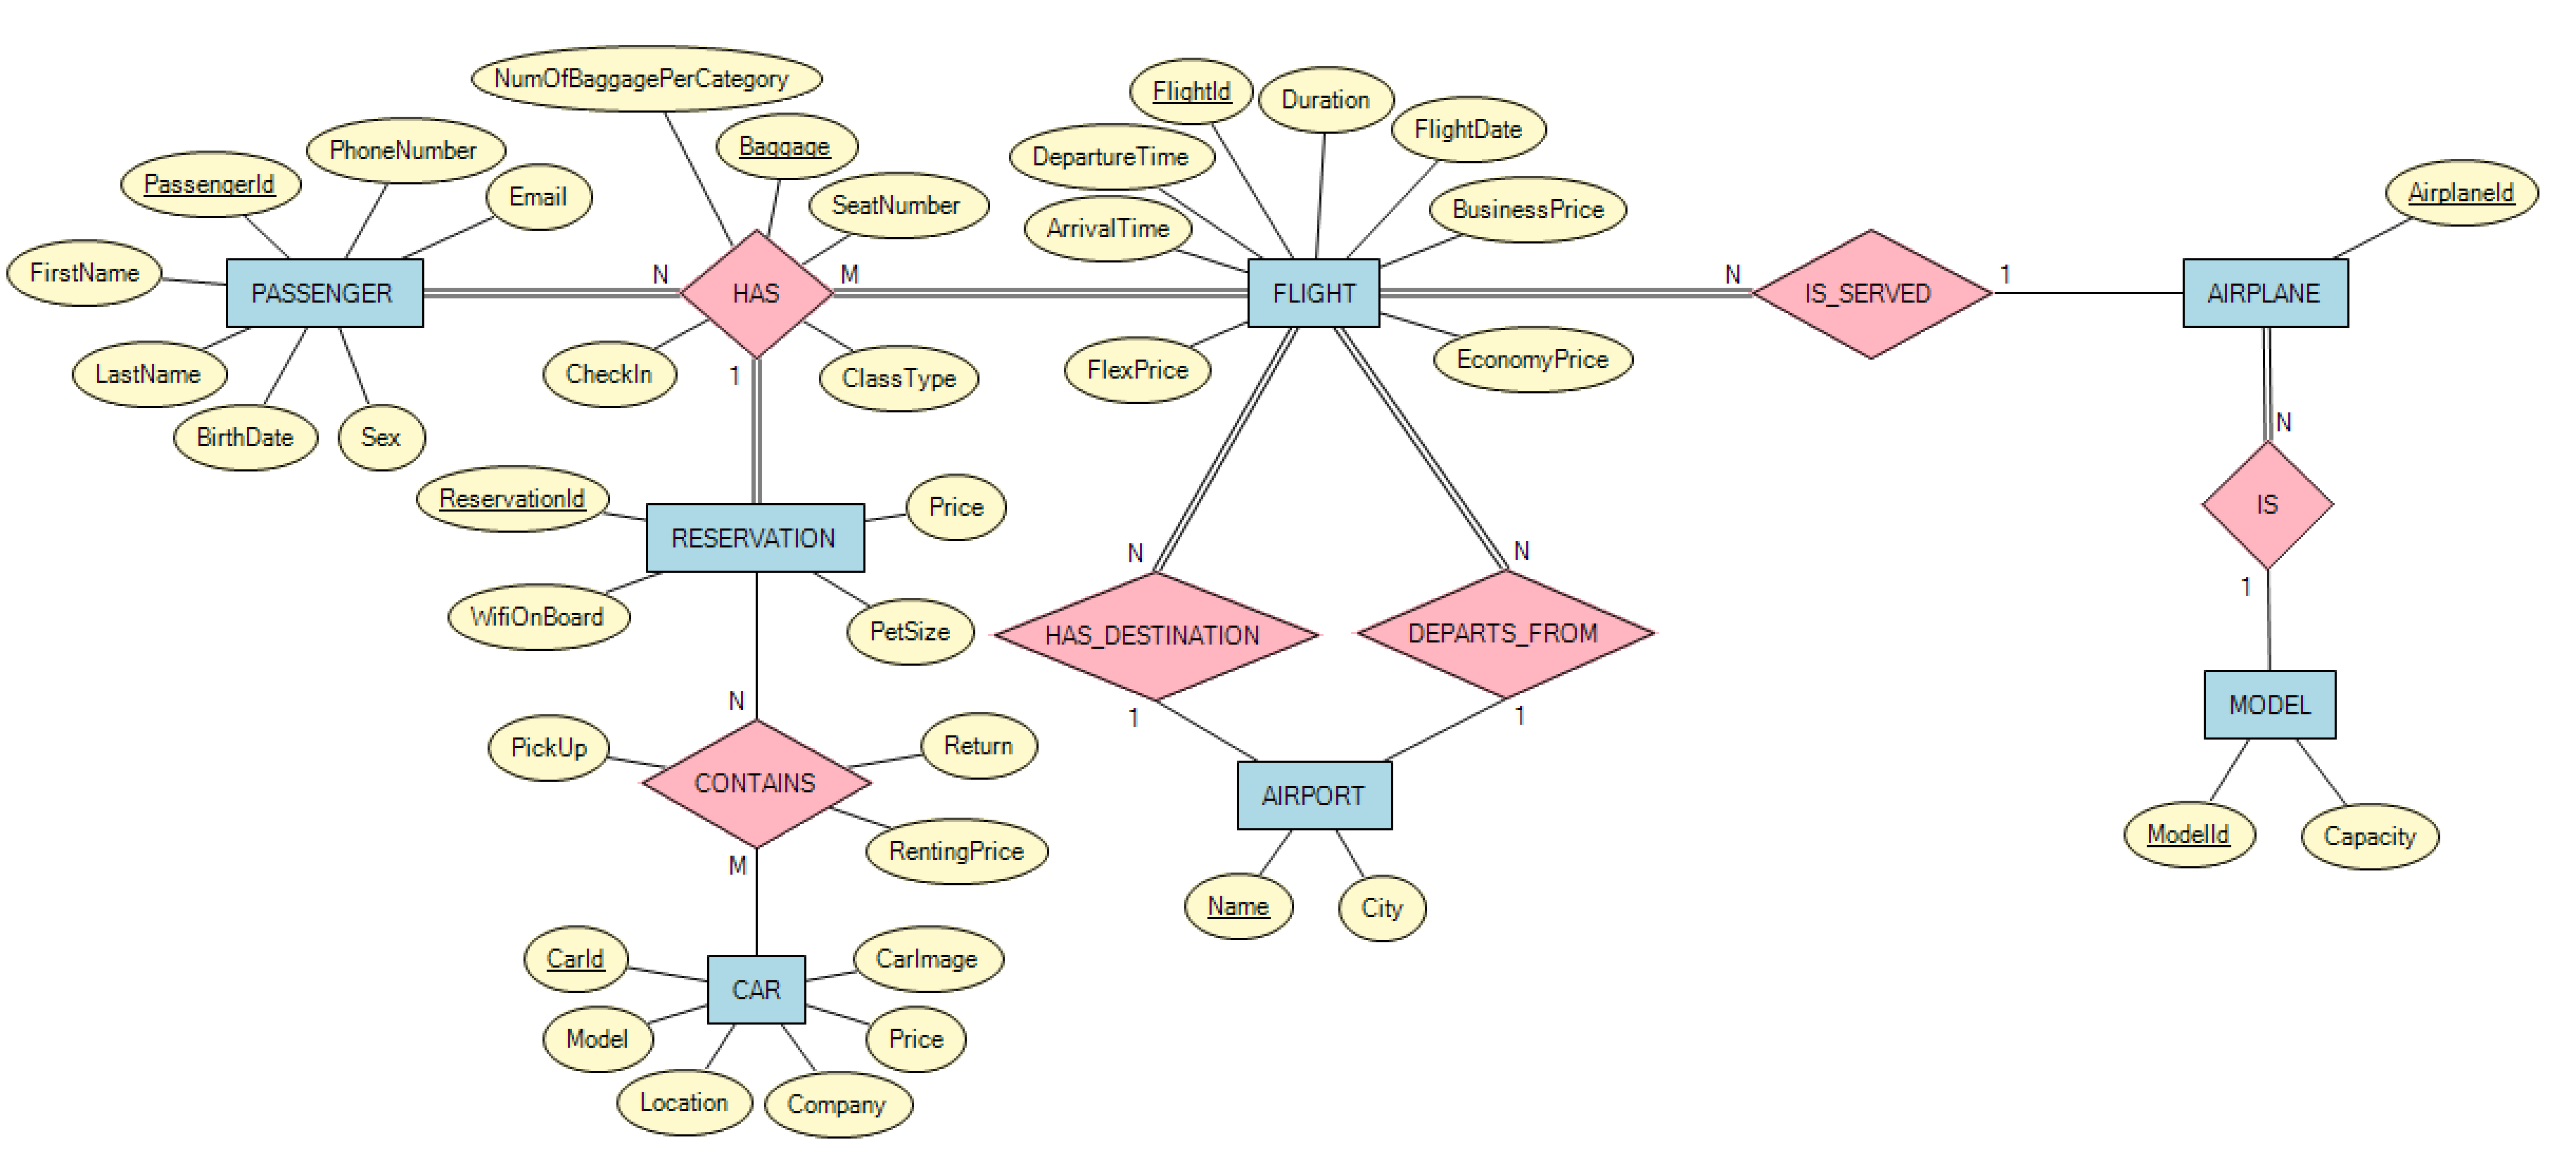 NumOfBaggagePerCategory
Baggage
PhoneNumber
PassengerId
Email
SeatNumber
FirstName
PASSENGER
N
HAS
M
LastName
CheckIn
1
ClassType
BirthDate
Sex
FlightId
Duration
FlightDate
DepartureTime
BusinessPrice
ArrivalTime
FLIGHT
N
IS_SERVED
1
AIRPLANE
AirplaneId
FlexPrice
EconomyPrice
N
IS
1
MODEL
ModelId
Capacity
ReservationId
Price
RESERVATION
WifiOnBoard
PetSize
N
N
HAS_DESTINATION
DEPARTS_FROM
1
1
AIRPORT
Name
City
N
PickUp
Return
CONTAINS
RentingPrice
M
CarId
CarImage
CAR
Model
Price
Location
Company